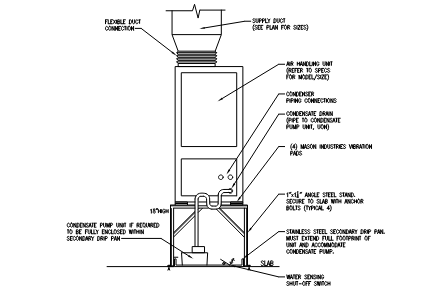 FLEXIBLE DUCT
CONNECTION
SUPPLY DUCT
(SEE PLAN FOR SIZES)
AIR HANDLING UNIT
(REFER TO SPECS
FOR MODEL/SIZE)
CONDENSER
PIPING CONNECTIONS
CONDENSATE DRAIN
(PIPE TO CONDENSATE
PUMP UNIT, UON)
(4) MASON INDUSTRIES VIBRATION
PADS
1"x1½" ANGLE STEEL STAND.
SECURE TO SLAB WITH ANCHOR
BOLTS (TYPICAL 4)
18"HIGH
CONDENSATE PUMP UNIT IF REQUIRED
TO BE FULLY ENCLOSED WITHIN
SECONDARY DRIP PAN
STAINLESS STEEL SECONDARY DRIP PAN.
MUST EXTEND FULL FOOTPRINT OF
UNIT AND ACCOMMODATE
CONDENSATE PUMP.
SLAB
WATER SENSING
SHUT-OFF SWITCH